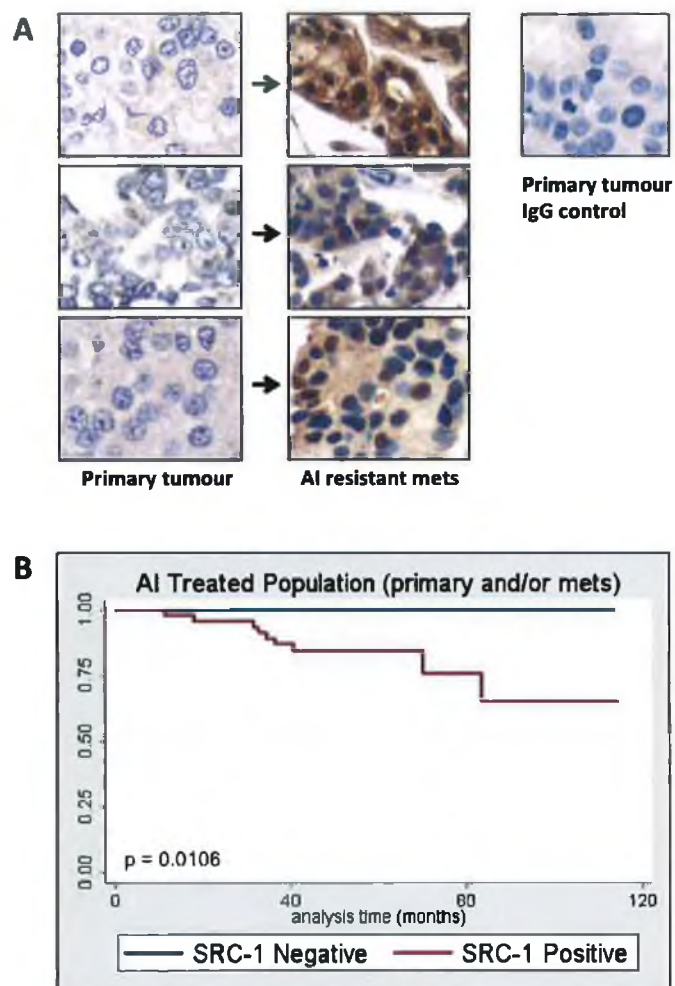 A
Primary tumour
IgG control
Primary tumour
AI resistant mets
B
AI Treated Population (primary and/or mets)
1.00
0.75
0.50
0.25
0.00
p = 0.0106
0
40
80
120
analysis time (months)
SRC-1 Negative
SRC-1 Positive